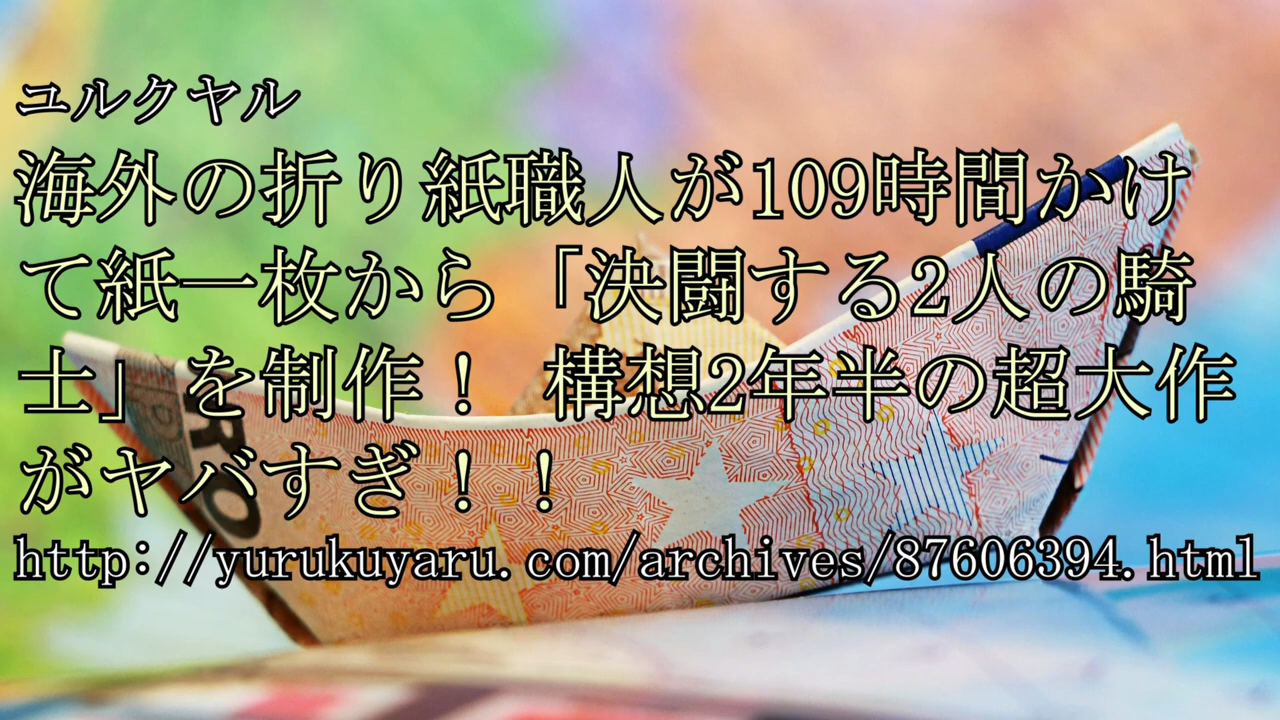 ユルクヤル
海外の折り紙職人が109時間かけ
て紙一枚から「決闘する2人の騎
士」を制作！ 構想2年半の超大作
がヤバすぎ！！
http://yurukuyaru.com/archives/87606394.html
RO